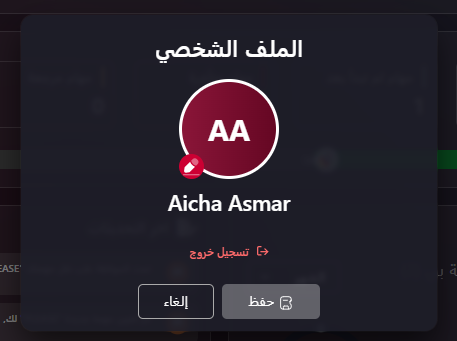 الملف الشخصي
AA
Aicha Asmar
تسجيل خروج
حفظ
إلغاء